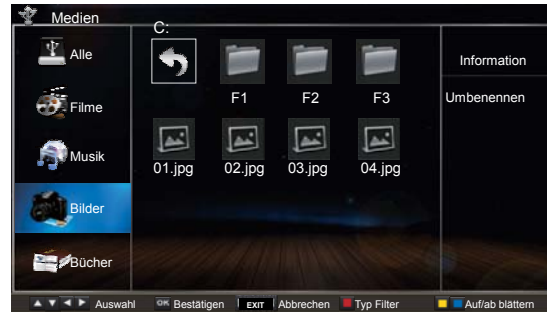 Medien
C:
Alle
Filme
Musik
Bilder
Bücher
F1 F2 F3
01.jpg 02.jpg 03.jpg 04.jpg
Information
Umbenennen
Auswahl OK Bestätigen EXIT Abbrechen Typ Filter Auf/ab blättern